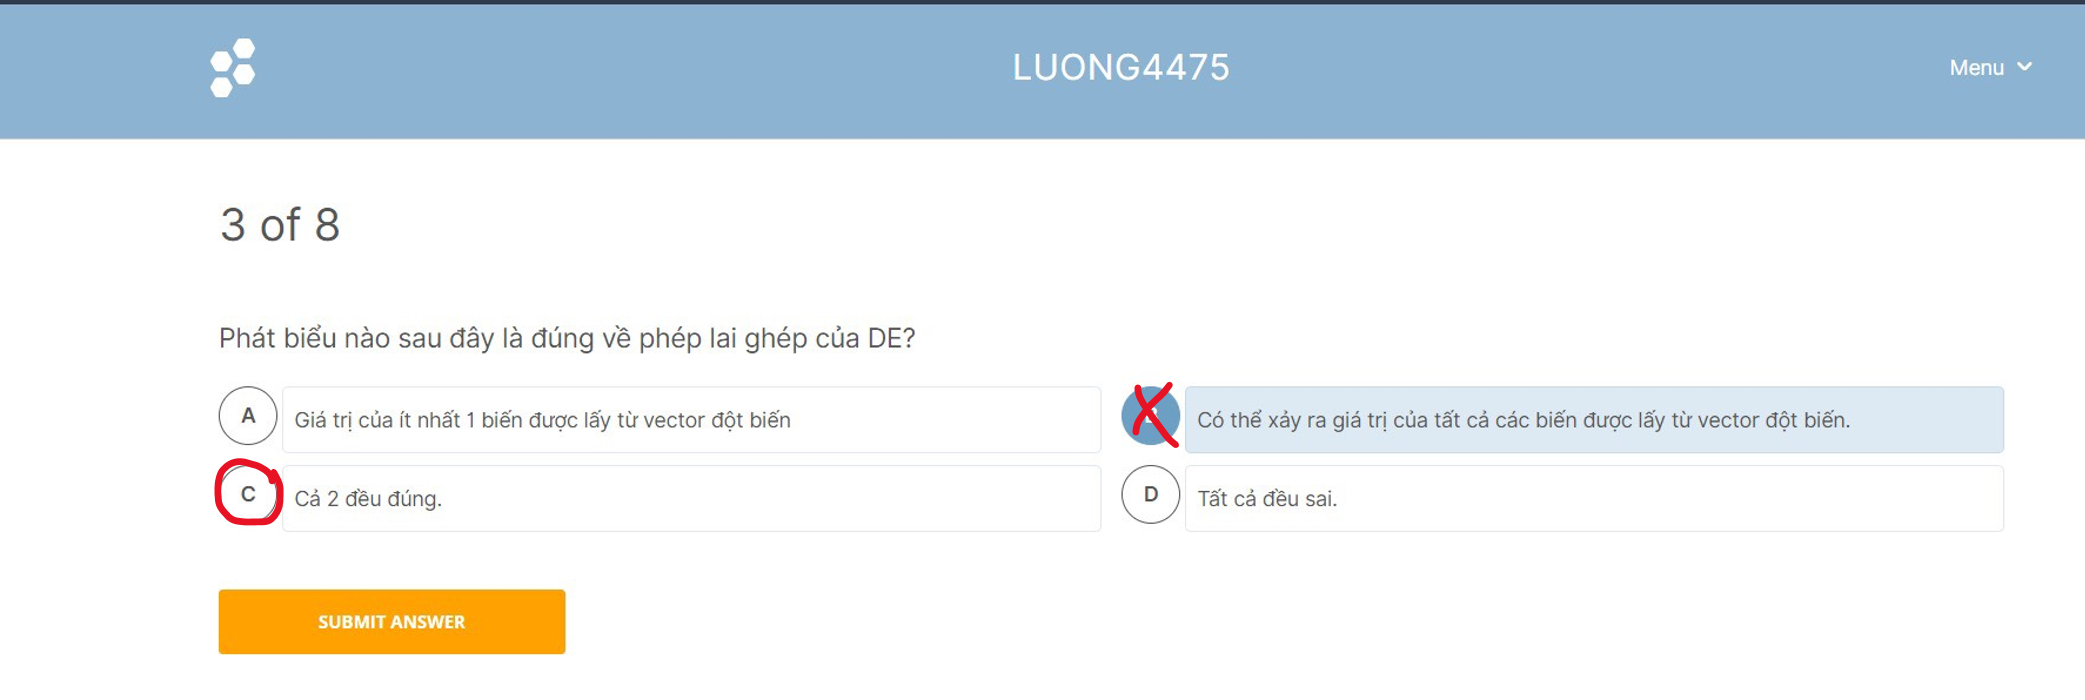 LUONG4475
Menu
3 of 8
Phát biểu nào sau đây là đúng về phép lai ghép của DE?
A Giá trị của ít nhất 1 biến được lấy từ vector đột biến
Có thể xảy ra giá trị của tất cả các biến được lấy từ vector đột biến.
C Cả 2 đều đúng.
D Tất cả đều sai.
SUBMIT ANSWER